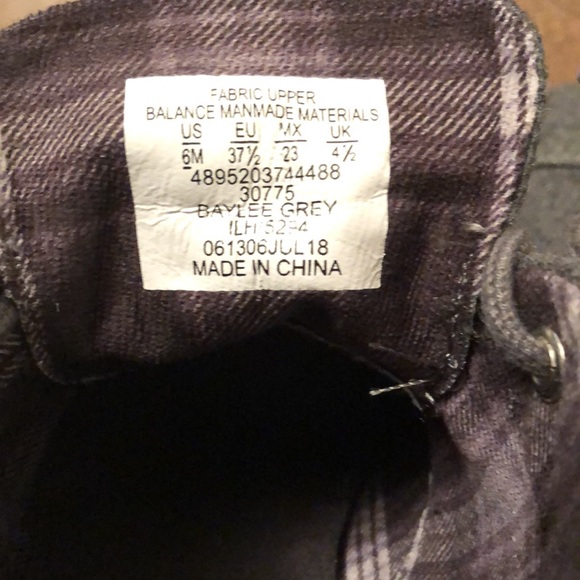 FABRIC UPPER
BALANCE MANMADE MATERIALS
US EU MX UK
6M 37½ 23 4½
4895203744488
30775
BAYLEE GREY
061306JUL18
MADE IN CHINA